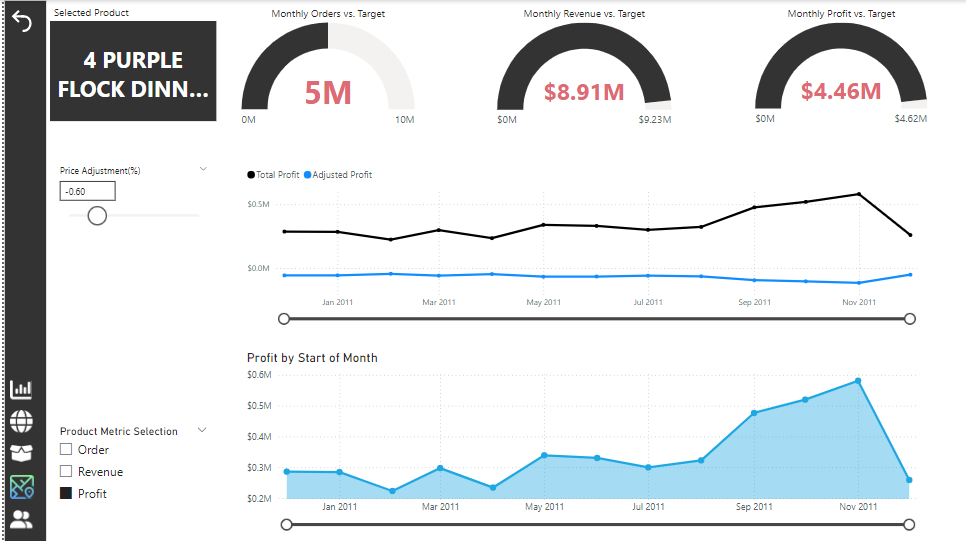 Selected Product
4 PURPLE
FLOCK DINN...
Monthly Orders vs. Target
5M
0M
10M
Monthly Revenue vs. Target
$8.91M
$0M
$9.23M
Monthly Profit vs. Target
$4.46M
$0M
$4.62M
Price Adjustment(%)
-0.60
Total Profit Adjusted Profit
$0.5M
$0.0M
Jan 2011 Mar 2011 May 2011 Jul 2011 Sep 2011 Nov 2011
Profit by Start of Month
$0.6M
$0.5M
$0.4M
$0.3M
$0.2M
Jan 2011 Mar 2011 May 2011 Jul 2011 Sep 2011 Nov 2011
Product Metric Selection
Order
Revenue
Profit